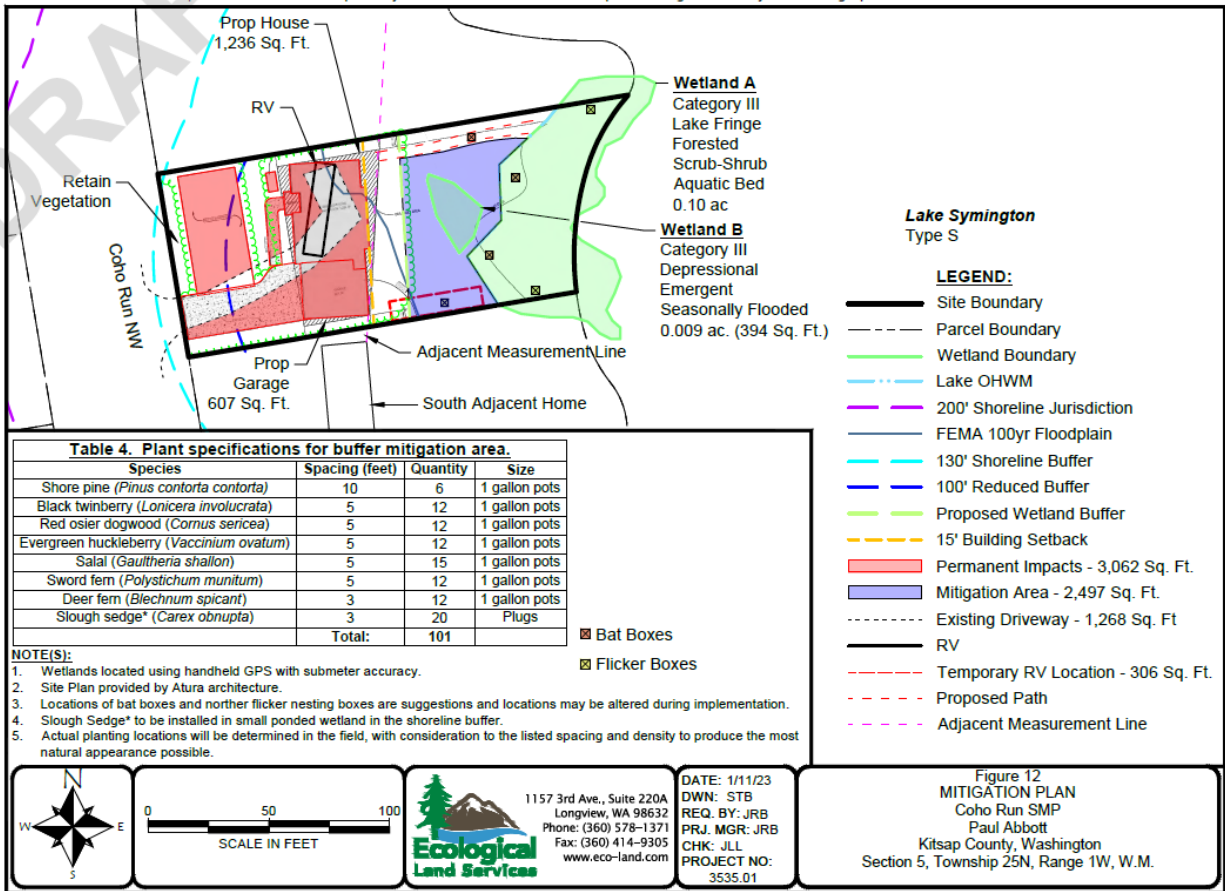 DRAF
Prop House
1,236 Sq. Ft.
RV
Retain
Vegetation
Coho Run NW
Prop
Garage
607 Sq. Ft.
Adjacent Measurement Line
South Adjacent Home
Wetland A
Category III
Lake Fringe
Forested
Scrub-Shrub
Aquatic Bed
0.10 ac
Wetland B
Category III
Depressional
Emergent
Seasonally Flooded
0.009 ac. (394 Sq. Ft.)
Lake Symington
Type S
LEGEND:
Site Boundary
Parcel Boundary
Wetland Boundary
Lake OHWM
200' Shoreline Jurisdiction
FEMA 100yr Floodplain
130' Shoreline Buffer
100' Reduced Buffer
Proposed Wetland Buffer
15' Building Setback
Permanent Impacts - 3,062 Sq. Ft.
Mitigation Area - 2,497 Sq. Ft.
Existing Driveway - 1,268 Sq. Ft
RV
Temporary RV Location - 306 Sq. Ft.
Proposed Path
Adjacent Measurement Line
Table 4. Plant specifications for buffer mitigation area.
Species Spacing (feet) Quantity Size
Shore pine (Pinus contorta contorta) 10 6 1 gallon pots
Black twinberry (Lonicera involucrata) 5 12 1 gallon pots
Red osier dogwood (Cornus sericea) 5 12 1 gallon pots
Evergreen huckleberry (Vaccinium ovatum) 5 12 1 gallon pots
Salal (Gaultheria shallon) 5 15 1 gallon pots
Sword fern (Polystichum munitum) 5 12 1 gallon pots
Deer fern (Blechnum spicant) 3 12 1 gallon pots
Slough sedge* (Carex obnupta) 3 20 Plugs
Total: 101
Bat Boxes
Flicker Boxes
NOTE(S):
1. Wetlands located using handheld GPS with submeter accuracy.
2. Site Plan provided by Atura architecture.
3. Locations of bat boxes and norther flicker nesting boxes are suggestions and locations may be altered during implementation.
4. Slough Sedge* to be installed in small ponded wetland in the shoreline buffer.
5. Actual planting locations will be determined in the field, with consideration to the listed spacing and density to produce the most
natural appearance possible.
N
W E
S
0 50 100
SCALE IN FEET
Ecological
Land Services
1157 3rd Ave., Suite 220A
Longview, WA 98632
Phone: (360) 578-1371
Fax: (360) 414-9305
www.eco-land.com
DATE: 1/11/23
DWN: STB
REQ. BY: JRB
PRJ. MGR: JRB
CHK: JLL
PROJECT NO:
3535.01
Figure 12
MITIGATION PLAN
Coho Run SMP
Paul Abbott
Kitsap County, Washington
Section 5, Township 25N, Range 1W, W.M.